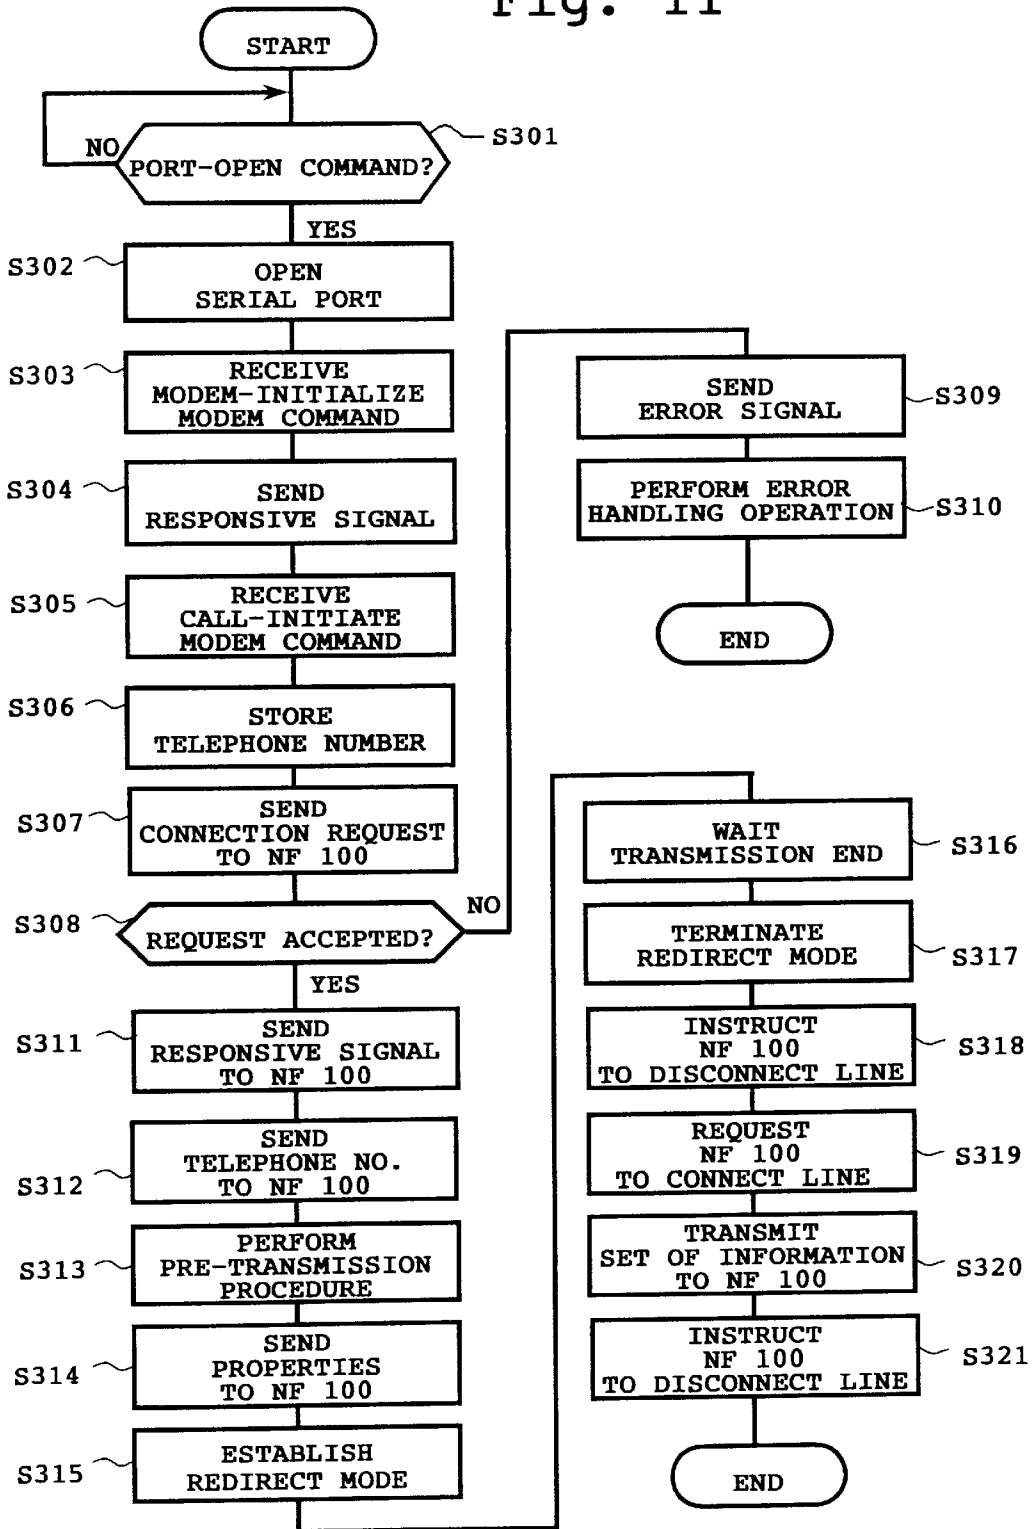 Fig. 11
START
NO
PORT-OPEN COMMAND?
S301
YES
S302
OPEN
SERIAL PORT
S303
RECEIVE
MODEM-INITIALIZE
MODEM COMMAND
S304
SEND
RESPONSIVE SIGNAL
S305
RECEIVE
CALL-INITIATE
MODEM COMMAND
S306
STORE
TELEPHONE NUMBER
S307
SEND
CONNECTION REQUEST
TO NF 100
S308
REQUEST ACCEPTED?
NO
YES
SEND
ERROR SIGNAL
S309
PERFORM ERROR
HANDLING OPERATION
S310
END
S311
SEND
RESPONSIVE SIGNAL
TO NF 100
S312
SEND
TELEPHONE NO.
TO NF 100
S313
PERFORM
PRE-TRANSMISSION
PROCEDURE
S314
SEND
PROPERTIES
TO NF 100
S315
ESTABLISH
REDIRECT MODE
WAIT
TRANSMISSION END
S316
TERMINATE
REDIRECT MODE
S317
INSTRUCT
NF 100
TO DISCONNECT LINE
S318
REQUEST
NF 100
TO CONNECT LINE
S319
TRANSMIT
SET OF INFORMATION
TO NF 100
S320
INSTRUCT
NF 100
TO DISCONNECT LINE
S321
END